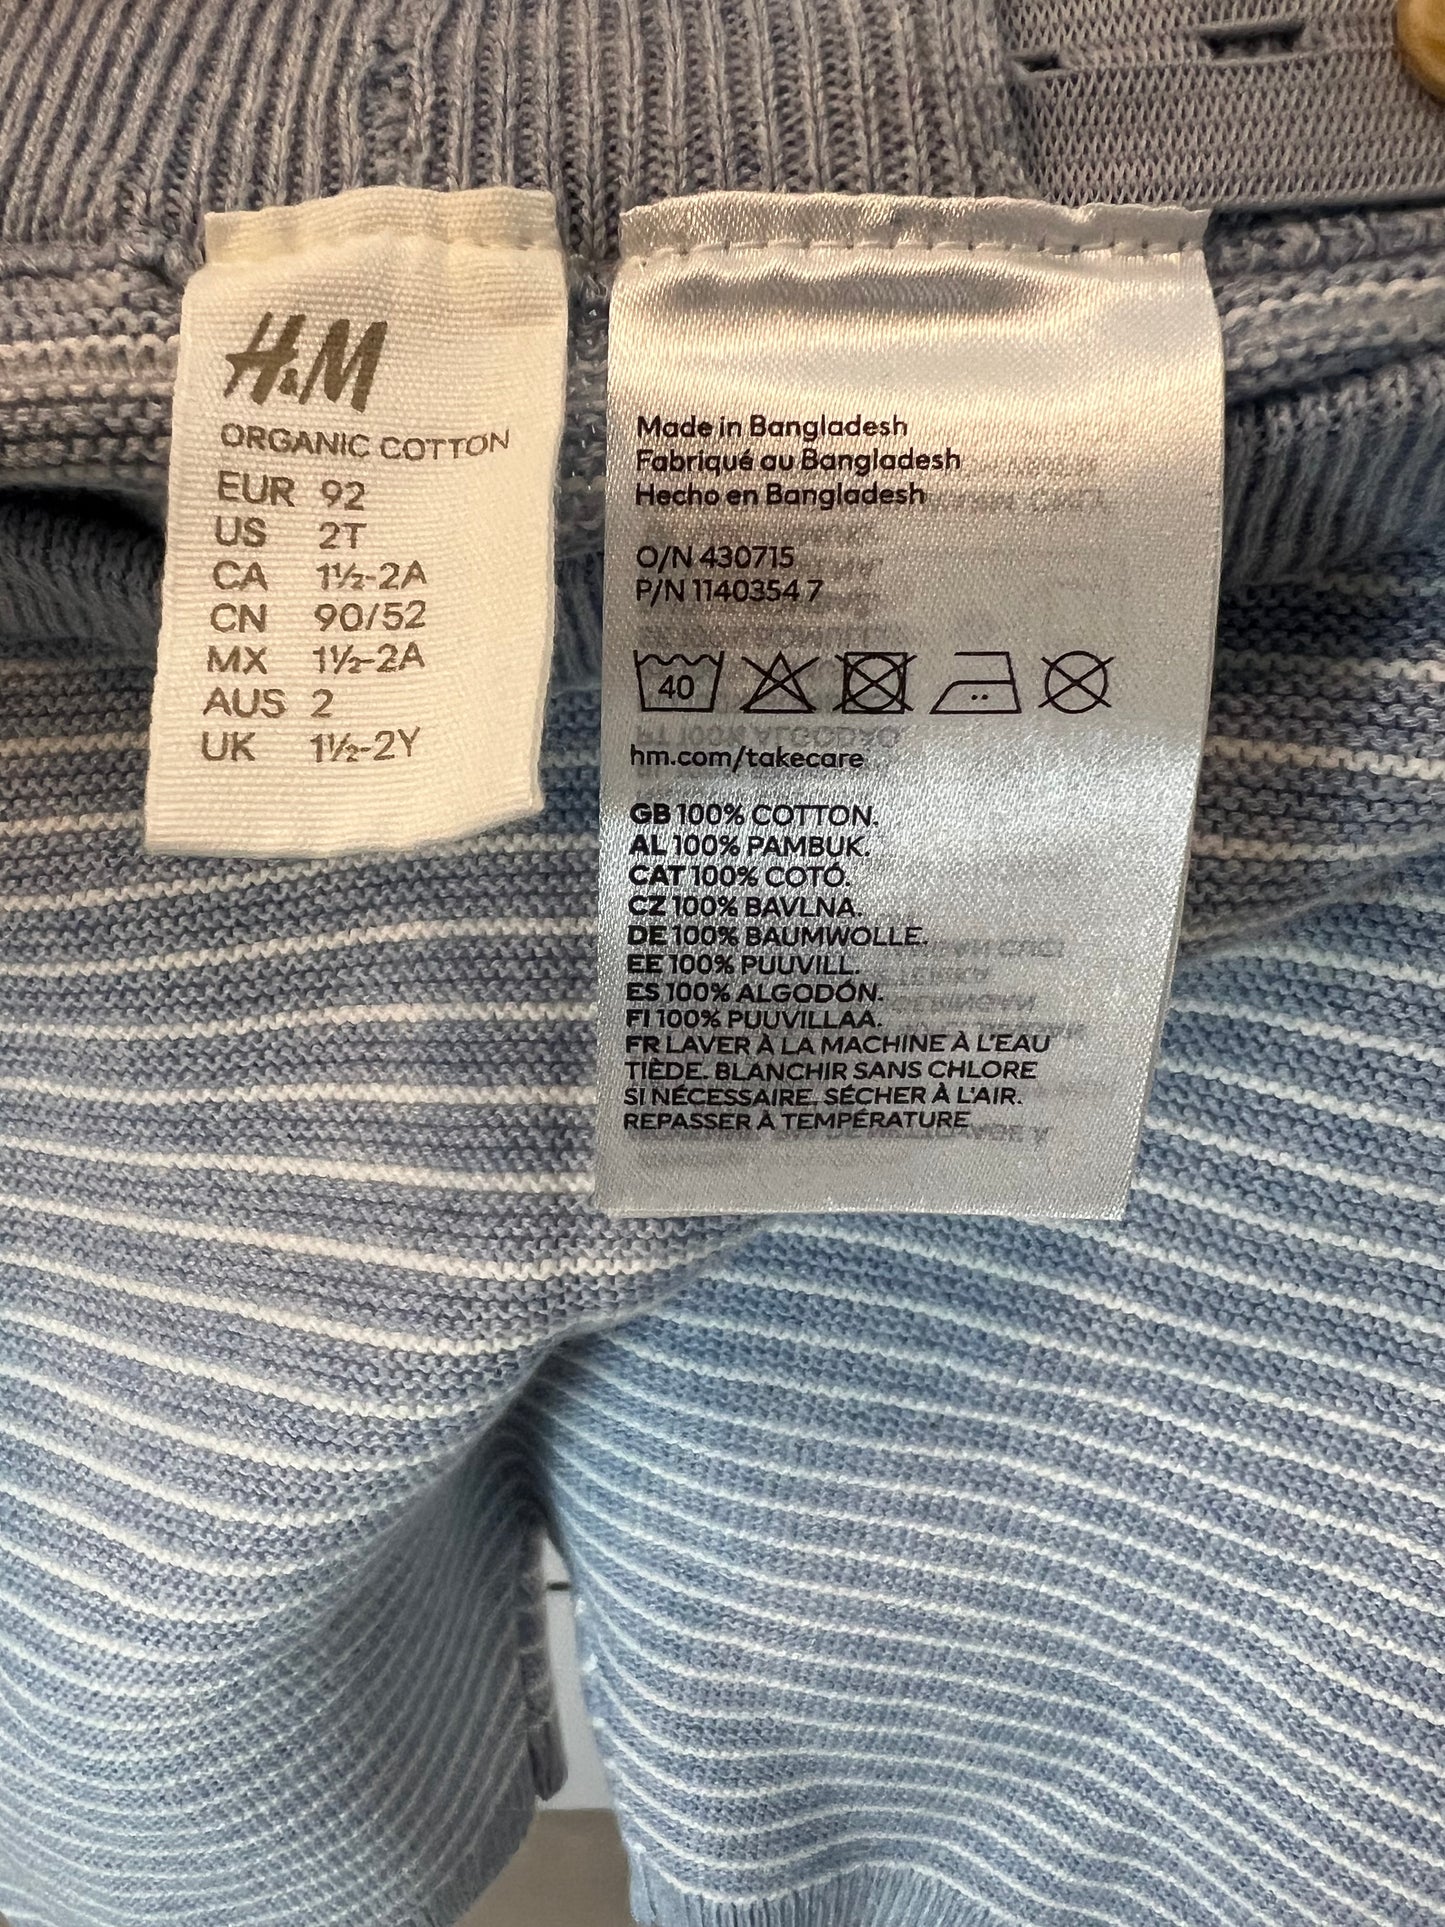 H&M
ORGANIC COTTON
EUR 92
US 2T
CA 1½-2A
CN 90/52
MX 1½-2A
AUS 2
UK 1½-2Y
Made in Bangladesh
Fabriqué au Bangladesh
Hecho en Bangladesh
O/N 430715
P/N 1140354 7
40
hm.com/takecare
GB 100% COTTON.
AL 100% PAMBUK.
CAT 100% COTÓ.
CZ 100% BAVLNA.
DE 100% BAUMWOLLE.
EE 100% PUUVILL.
ES 100% ALGODÓN.
FI 100% PUUVILLAA.
FR LAVER À LA MACHINE À L'EAU
TIÈDE. BLANCHIR SANS CHLORE
SI NÉCESSAIRE. SÉCHER À L'AIR.
REPASSER À TEMPÉRATURE